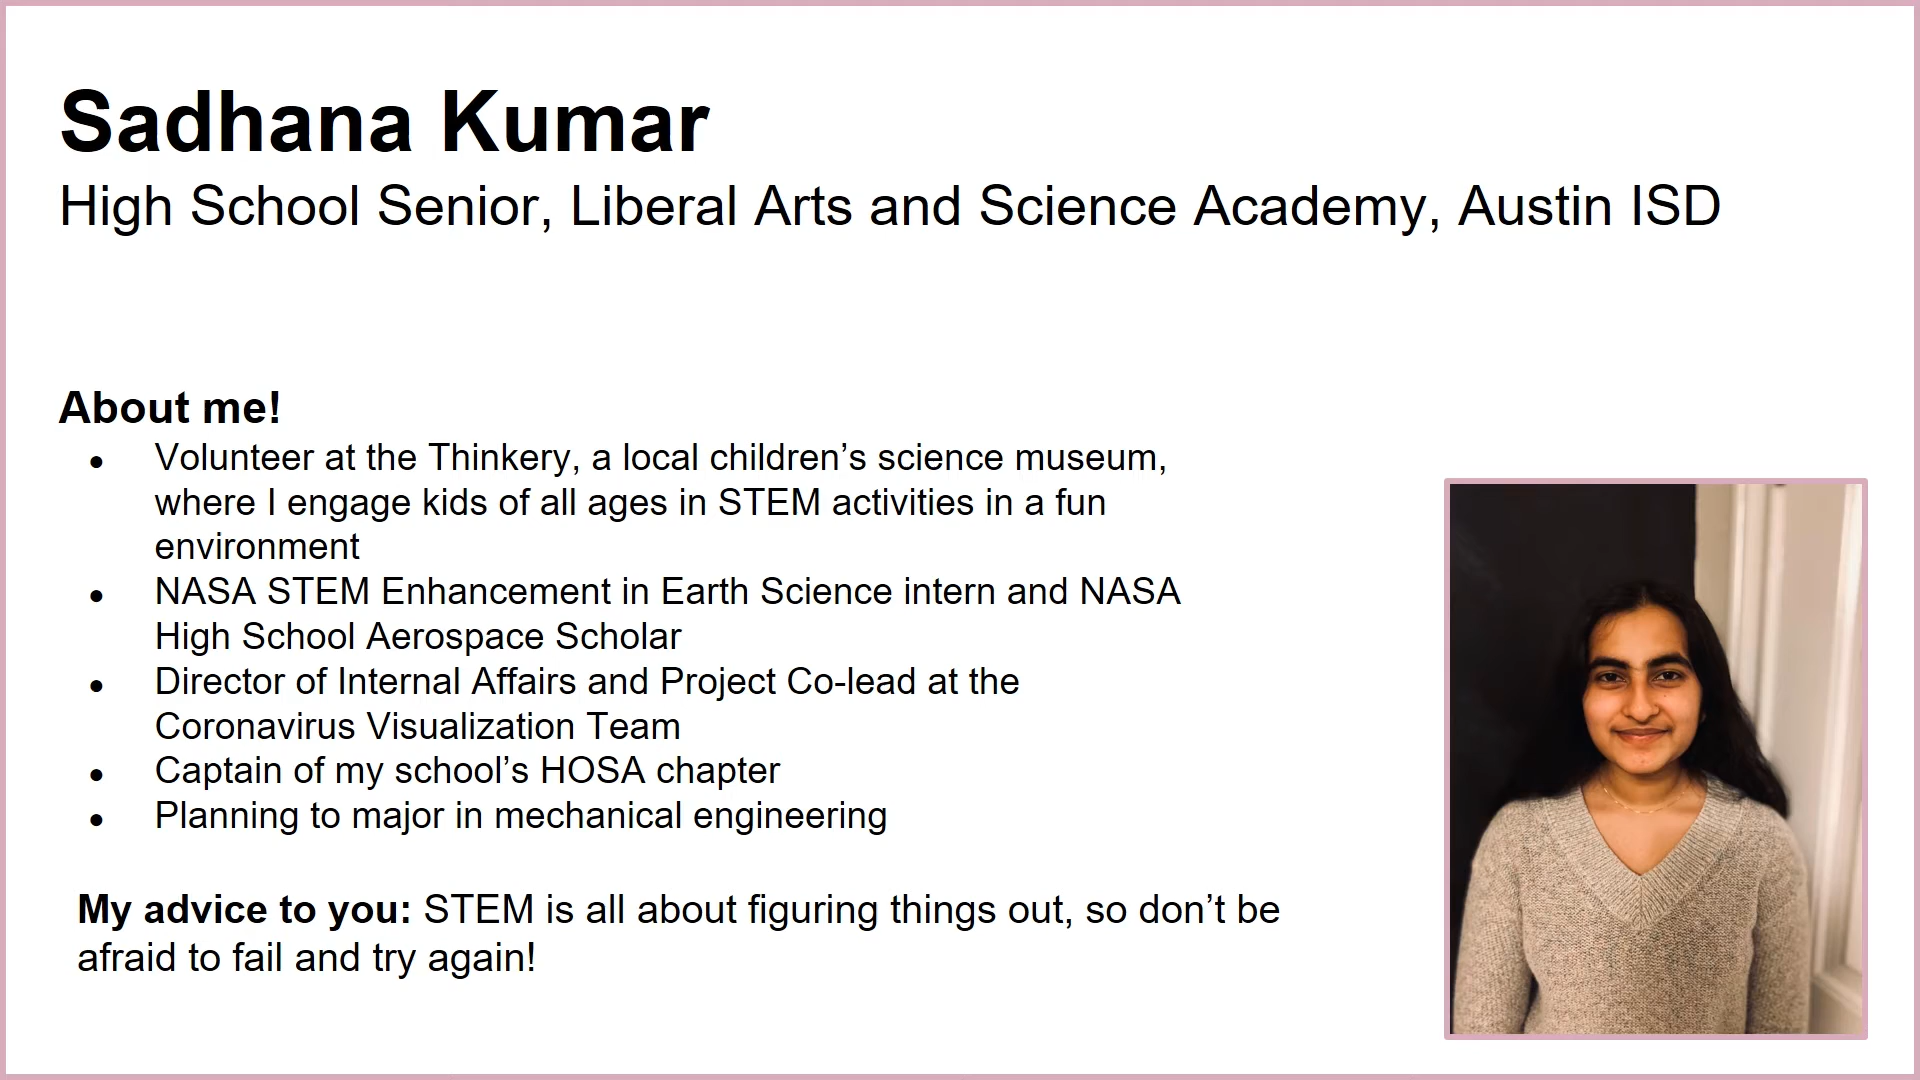 Sadhana Kumar
High School Senior, Liberal Arts and Science Academy, Austin ISD
About me!
● Volunteer at the Thinkery, a local children’s science museum,
where I engage kids of all ages in STEM activities in a fun
environment
● NASA STEM Enhancement in Earth Science intern and NASA
High School Aerospace Scholar
● Director of Internal Affairs and Project Co-lead at the
Coronavirus Visualization Team
● Captain of my school’s HOSA chapter
● Planning to major in mechanical engineering
My advice to you: STEM is all about figuring things out, so don’t be
afraid to fail and try again!